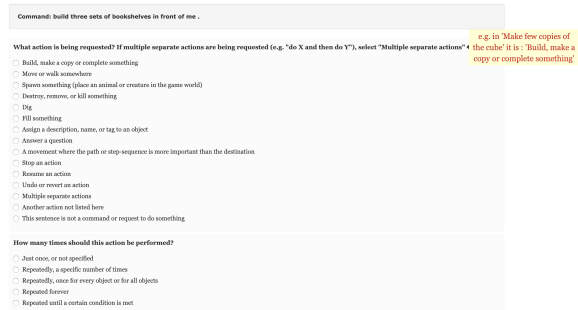 Command: build three sets of bookshelves in front of me .
What action is being requested? If multiple separate actions are being requested (e.g. "do X and then do Y"), select "Multiple separate actions"
e.g. in 'Make few copies of
the cube' it is : 'Build, make a
copy or complete something'
Build, make a copy or complete something
Move or walk somewhere
Spawn something (place an animal or creature in the game world)
Destroy, remove, or kill something
Dig
Fill something
Assign a description, name, or tag to an object
Answer a question
A movement where the path or step-sequence is more important than the destination
Stop an action
Resume an action
Undo or revert an action
Multiple separate actions
Another action not listed here
This sentence is not a command or request to do something
How many times should this action be performed?
Just once, or not specified
Repeatedly, a specific number of times
Repeatedly, once for every object or for all objects
Repeated forever
Repeated until a certain condition is met